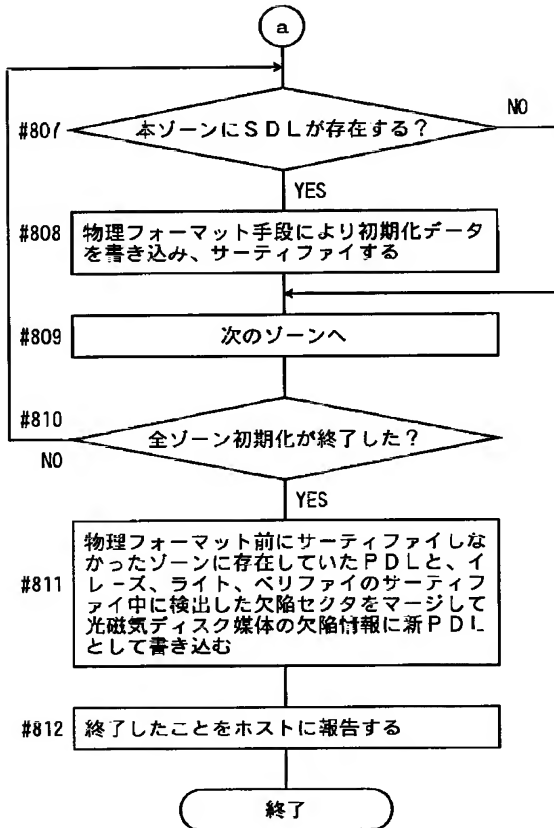 a
#807
本ゾーンにＳＤＬが存在する？
NO
YES
#808
物理フォーマット手段により初期化データ
を書き込み、サーティファイする
#809
次のゾーンへ
#810
全ゾーン初期化が終了した？
NO
YES
#811
物理フォーマット前にサーティファイしな
かったゾーンに存在していたＰＤＬと、イ
レーズ、ライト、ベリファイのサーティフ
ァイ中に検出した欠陥セクタをマージして
光磁気ディスク媒体の欠陥情報に新ＰＤＬ
として書き込む
#812
終了したことをホストに報告する
終了